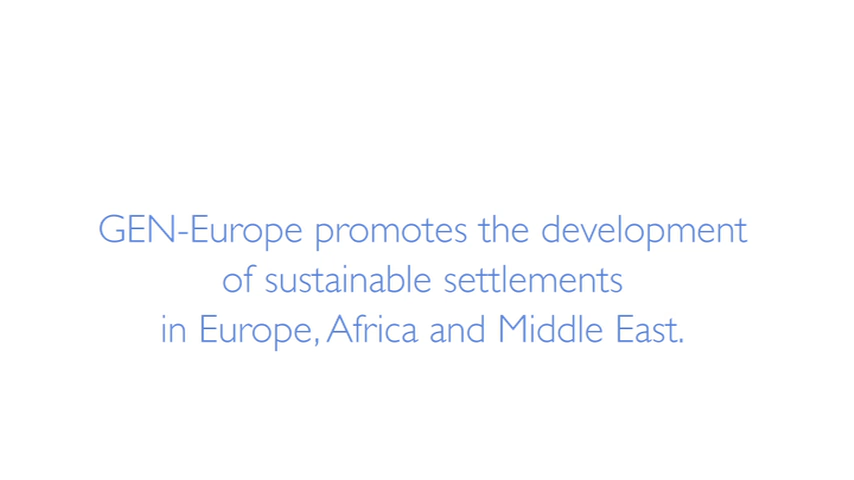 GEN-Europe promotes the development
of sustainable settlements
in Europe, Africa and Middle East.